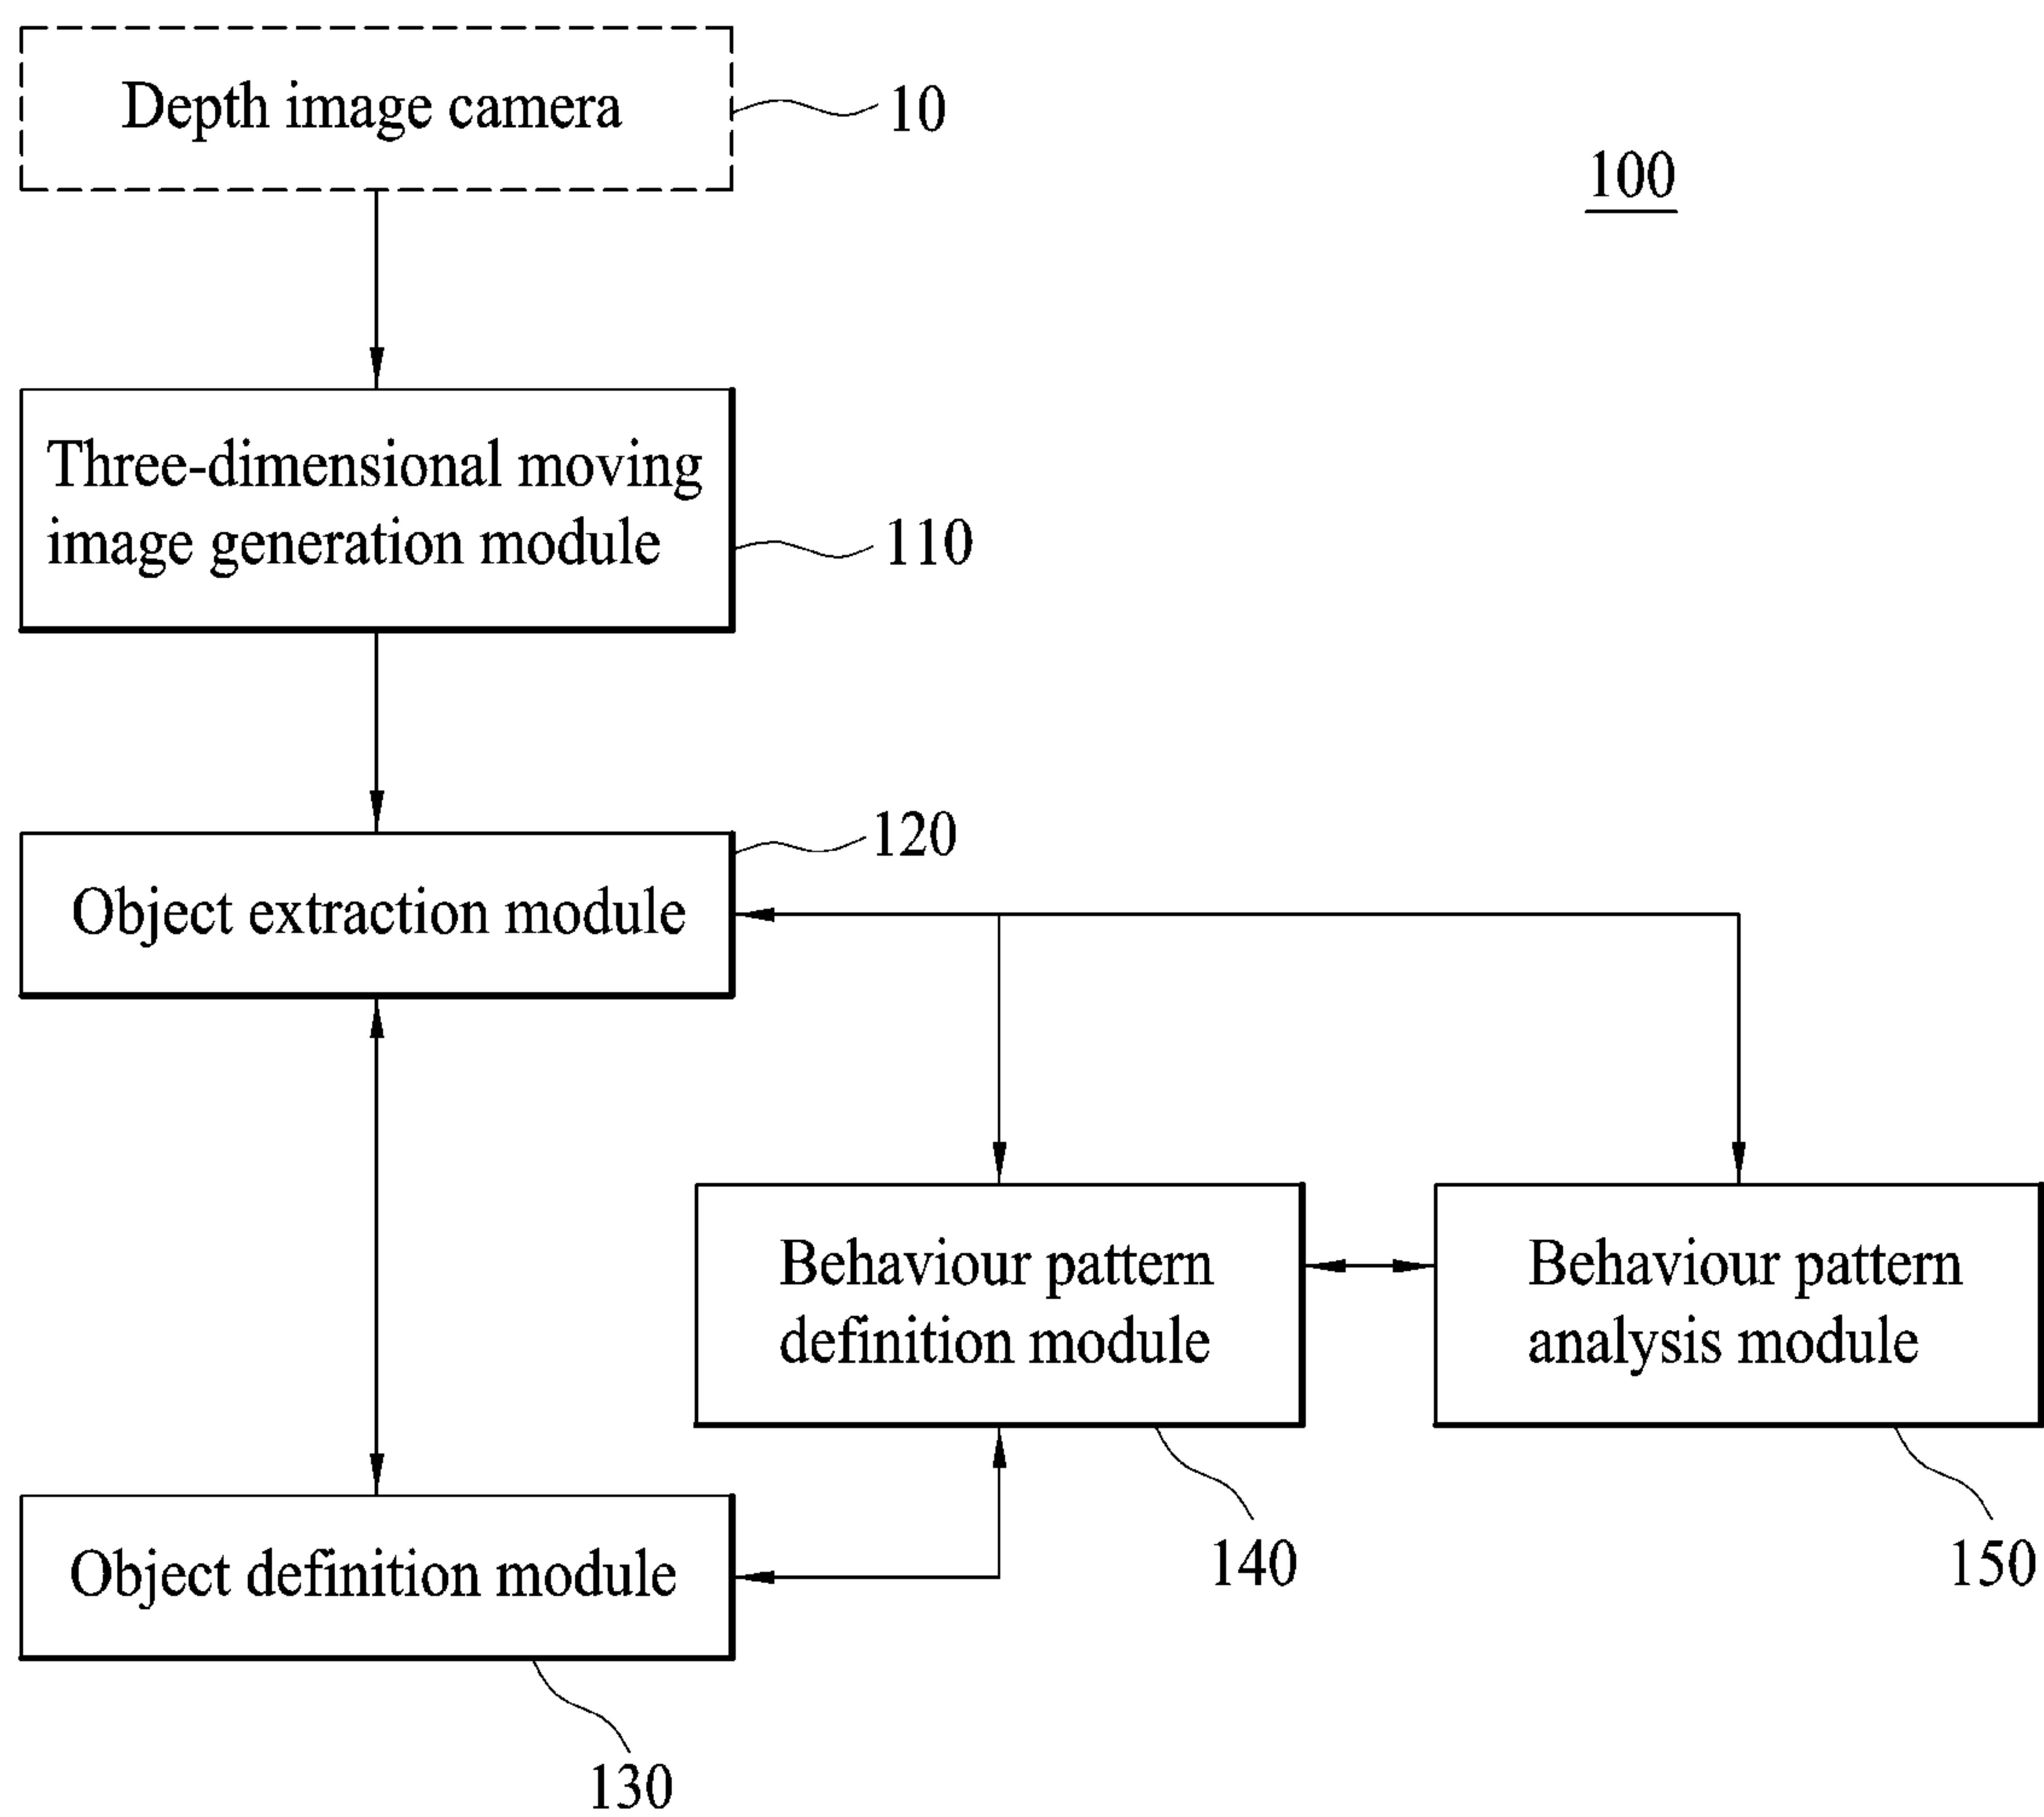 Depth image camera
10
100
Three-dimensional moving
image generation module
110
120
Object extraction module
Behaviour pattern
definition module
Behaviour pattern
analysis module
140
150
Object definition module
130